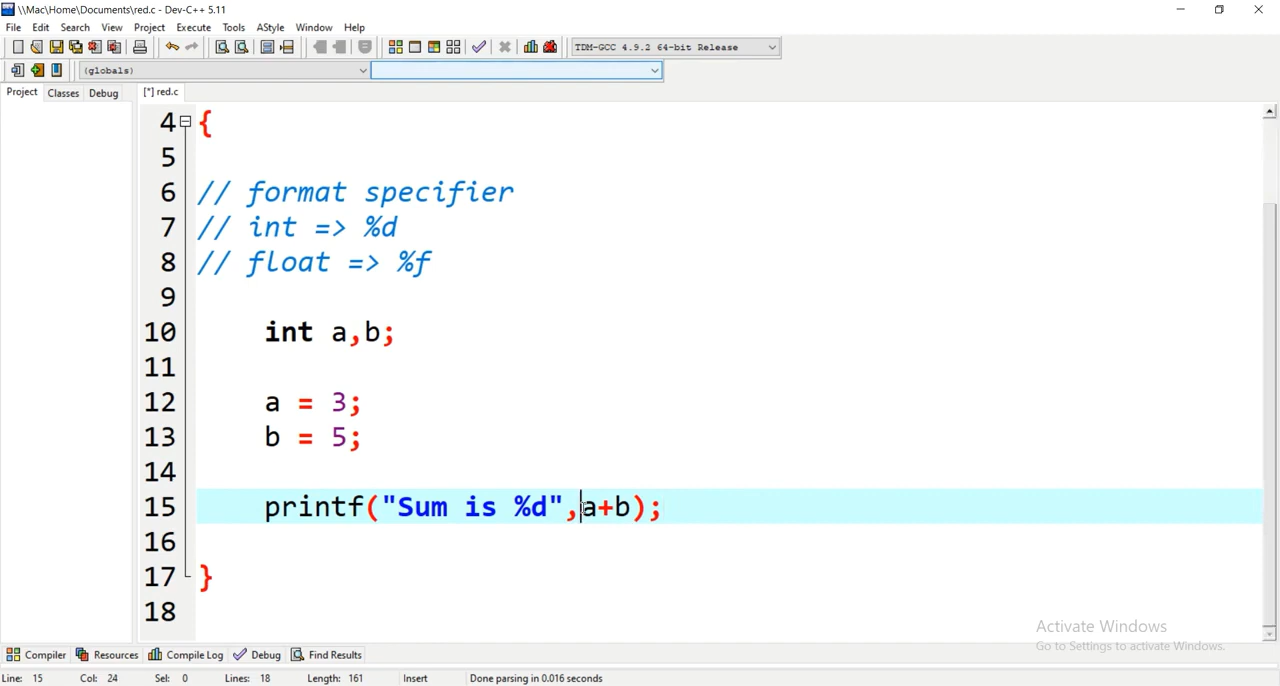 \\Mac\Home\Documents\red.c - Dev-C++ 5.11
File Edit Search View Project Execute Tools AStyle Window Help
TDM-GCC 4.9.2 64-bit Release
(globals)
Project Classes Debug [*] red.c
4 {
5
6 // format specifier
7 // int => %d
8 // float => %f
9
10 int a,b;
11
12 a = 3;
13 b = 5;
14
15 printf("Sum is %d",a+b);
16
17 }
18
Activate Windows
Go to Settings to activate Windows.
Compiler Resources Compile Log Debug Find Results
Line: 15 Col: 24 Sel: 0 Lines: 18 Length: 161 Insert Done parsing in 0.016 seconds